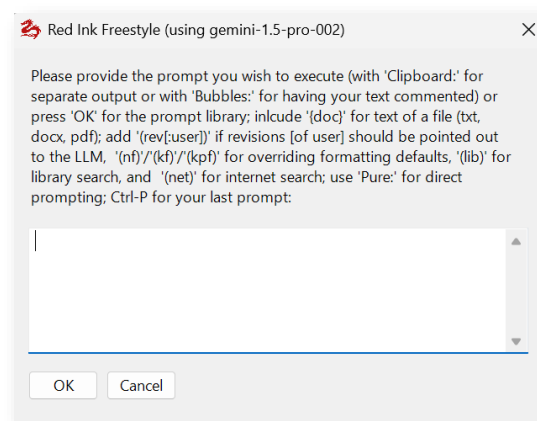 Red Ink Freestyle (using gemini-1.5-pro-002)
Please provide the prompt you wish to execute (with 'Clipboard:' for
separate output or with 'Bubbles:' for having your text commented) or
press 'OK' for the prompt library; inlcude '{doc}' for text of a file (txt,
docx, pdf); add '(rev[:user])' if revisions [of user] should be pointed out
to the LLM,  '(nf)'/'(kf)'/'(kpf)' for overriding formatting defaults, '(lib)' for
library search, and  '(net)' for internet search; use 'Pure:' for direct
prompting; Ctrl-P for your last prompt:
OK Cancel